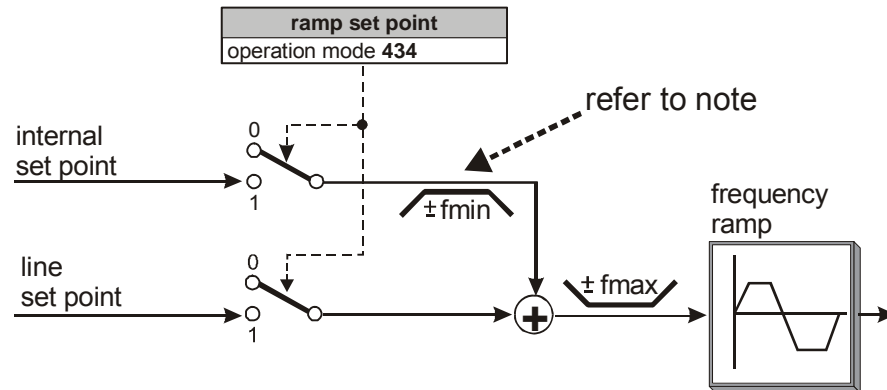 ramp set point
operation mode 434
refer to note
internal
set point
0
1
± fmin
frequency
ramp
line
set point
0
1
± fmax
+